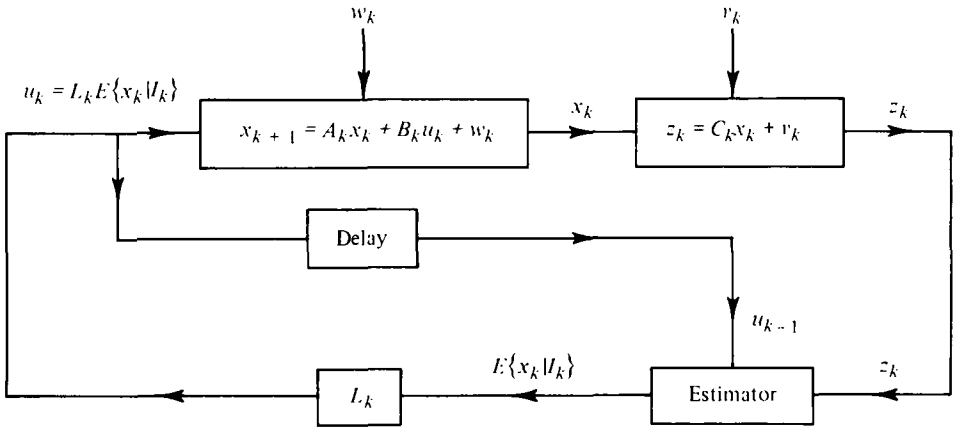 w_k
v_k
u_k = L_k E{x_k|I_k}
x_{k+1} = A_k x_k + B_k u_k + w_k
x_k
z_k = C_k x_k + v_k
z_k
Delay
u_{k-1}
E{x_k|I_k}
z_k
L_k
Estimator